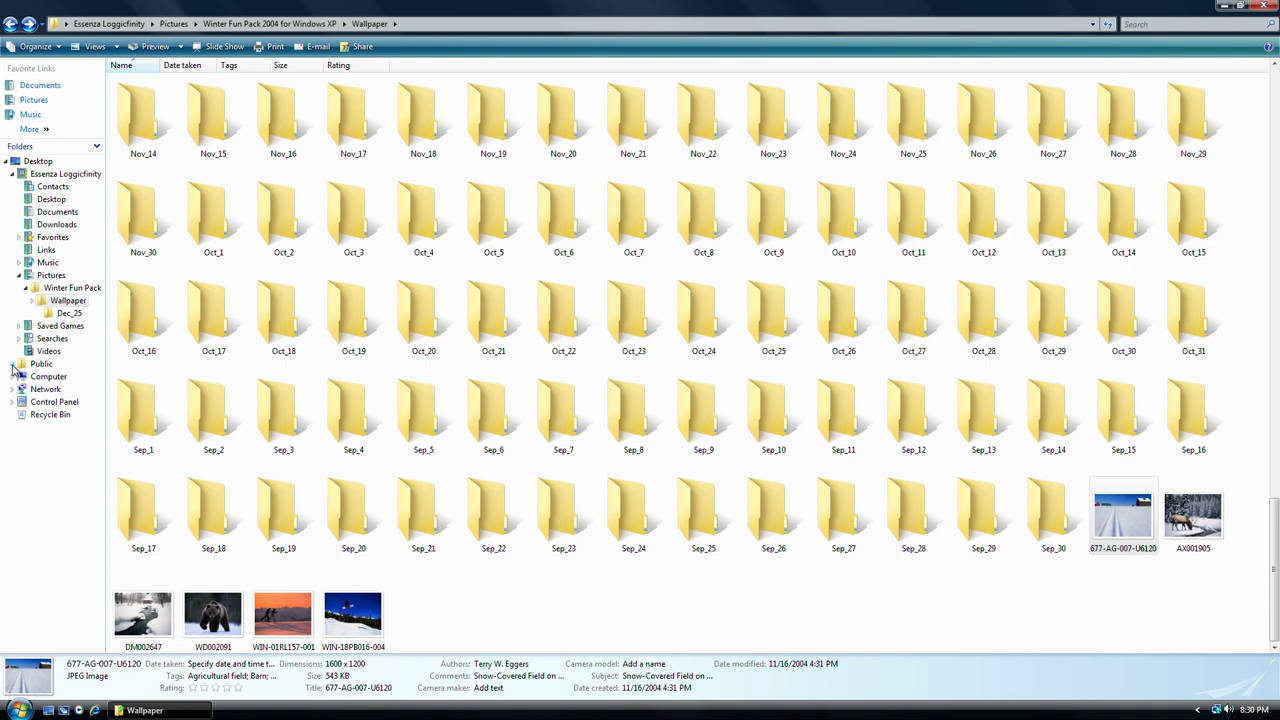 Essenza Loggicfinity Pictures Winter Fun Pack 2004 for Windows XP Wallpaper Search
Organize Views Preview Slide Show Print E-mail Share
Favorite Links
Documents
Pictures
Music
More »
Folders
Desktop
Essenza Loggicfinity
Contacts
Desktop
Documents
Downloads
Favorites
Links
Music
Pictures
Winter Fun Pack
Wallpaper
Dec_25
Saved Games
Searches
Videos
Public
Computer
Network
Control Panel
Recycle Bin
Name Date taken Tags Size Rating
Nov_14 Nov_15 Nov_16 Nov_17 Nov_18 Nov_19 Nov_20 Nov_21 Nov_22 Nov_23 Nov_24 Nov_25 Nov_26 Nov_27 Nov_28 Nov_29
Nov_30 Oct_1 Oct_2 Oct_3 Oct_4 Oct_5 Oct_6 Oct_7 Oct_8 Oct_9 Oct_10 Oct_11 Oct_12 Oct_13 Oct_14 Oct_15
Oct_16 Oct_17 Oct_18 Oct_19 Oct_20 Oct_21 Oct_22 Oct_23 Oct_24 Oct_25 Oct_26 Oct_27 Oct_28 Oct_29 Oct_30 Oct_31
Sep_1 Sep_2 Sep_3 Sep_4 Sep_5 Sep_6 Sep_7 Sep_8 Sep_9 Sep_10 Sep_11 Sep_12 Sep_13 Sep_14 Sep_15 Sep_16
Sep_17 Sep_18 Sep_19 Sep_20 Sep_21 Sep_22 Sep_23 Sep_24 Sep_25 Sep_26 Sep_27 Sep_28 Sep_29 Sep_30 677-AG-007-U6120 AX001905
DM002647 WD002091 WIN-01RL157-001 WIN-18PB016-004
677-AG-007-U6120 Date taken: Specify date and time t... Dimensions: 1600 x 1200 Authors: Terry W. Eggers Camera model: Add a name Date modified: 11/16/2004 4:31 PM
JPEG Image Tags: Agricultural field; Barn; ... Size: 543 KB Comments: Snow-Covered Field on ... Subject: Snow-Covered Field on ...
Rating: Title: 677-AG-007-U6120 Camera maker: Add text Date created: 11/16/2004 4:31 PM
Wallpaper 8:30 PM